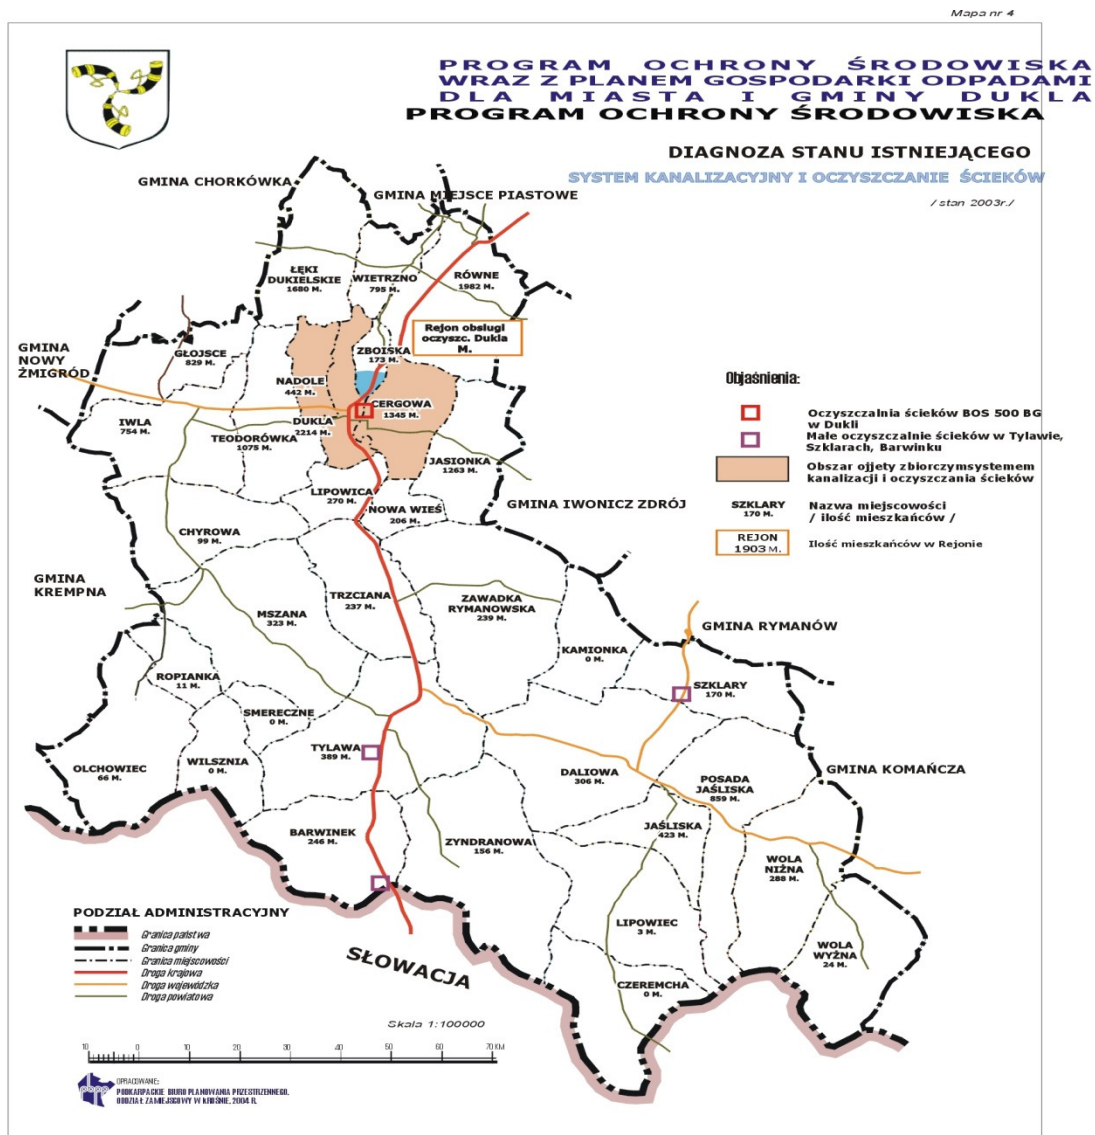 Mapa nr 4
PROGRAM OCHRONY ŚRODOWISKA
WRAZ Z PLANEM GOSPODARKI ODPADAMI
DLA MIASTA I GMINY DUKLA
PROGRAM OCHRONY ŚRODOWISKA
DIAGNOZA STANU ISTNIEJĄCEGO
SYSTEM KANALIZACYJNY I OCZYSZCZANIE ŚCIEKÓW
/ stan 2003r./
GMINA CHORKÓWKA
GMINA MIEJSCE PIASTOWE
ŁĘKI
DUKIELSKIE
1680 M.
WIETRZNO
795 M.
RÓWNE
1982 M.
Rejon obsługi
oczyszc. Dukla
M.
GMINA
NOWY
ŻMIGRÓD
GŁOJSCE
829 M.
ZBOISKA
173 M.
NADOLE
442 M.
CERGOWA
1345 M.
IWLA
754 M.
TEODORÓWKA
1075 M.
DUKLA
2214 M.
JASIONKA
1263 M.
LIPOWICA
270 M.
NOWA WIEŚ
206 M.
GMINA IWONICZ ZDRÓJ
CHYROWA
99 M.
GMINA
KREMPNA
TRZCIANA
237 M.
ZAWADKA
RYMANOWSKA
239 M.
MSZANA
323 M.
GMINA RYMANÓW
KAMIONKA
0 M.
ROPIANKA
11 M.
SZKLARY
170 M.
SMERECZNE
0 M.
OLCHOWIEC
66 M.
WILSZNIA
0 M.
TYLAWA
389 M.
DALIOWA
306 M.
POSADA
JAŚLISKA
859 M.
GMINA KOMAŃCZA
BARWINEK
246 M.
ZYNDRANOWA
156 M.
JAŚLISKA
423 M.
WOLA
NIŻNA
288 M.
LIPOWIEC
3 M.
WOLA
WYŻNA
24 M.
CZEREMCHA
0 M.
SŁOWACJA
Objaśnienia:
Oczyszczalnia ścieków BOS 500 BG
w Dukli
Małe oczyszczalnie ścieków w Tylawie,
Szklarach, Barwinku
Obszar ojjety zbiorczymsystemem
kanalizacji i oczyszczania ścieków
SZKLARY
170 M.
Nazwa miejscowości
/ ilość mieszkańców /
REJON
1903 M.
Ilość mieszkańców w Rejonie
PODZIAŁ ADMINISTRACYJNY
Granica państwa
Granica gminy
Granica miejscowości
Droga krajowa
Droga wojewódzka
Droga powiatowa
Skala 1:100000
10 0 10 20 30 40 50 60 70 KM
OPRACOWANIE:
PODKARPACKIE BIURO PLANOWANIA PRZESTRZENNEGO,
ODDZIAŁ ZAMIEJSCOWY W KROŚNIE, 2004 R.